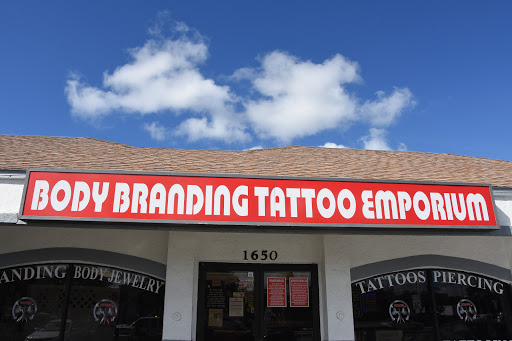 BODY BRANDING TATTOO EMPORIUM
1650
ANDING BODY JEWELRY
TATTOOS PIERCING